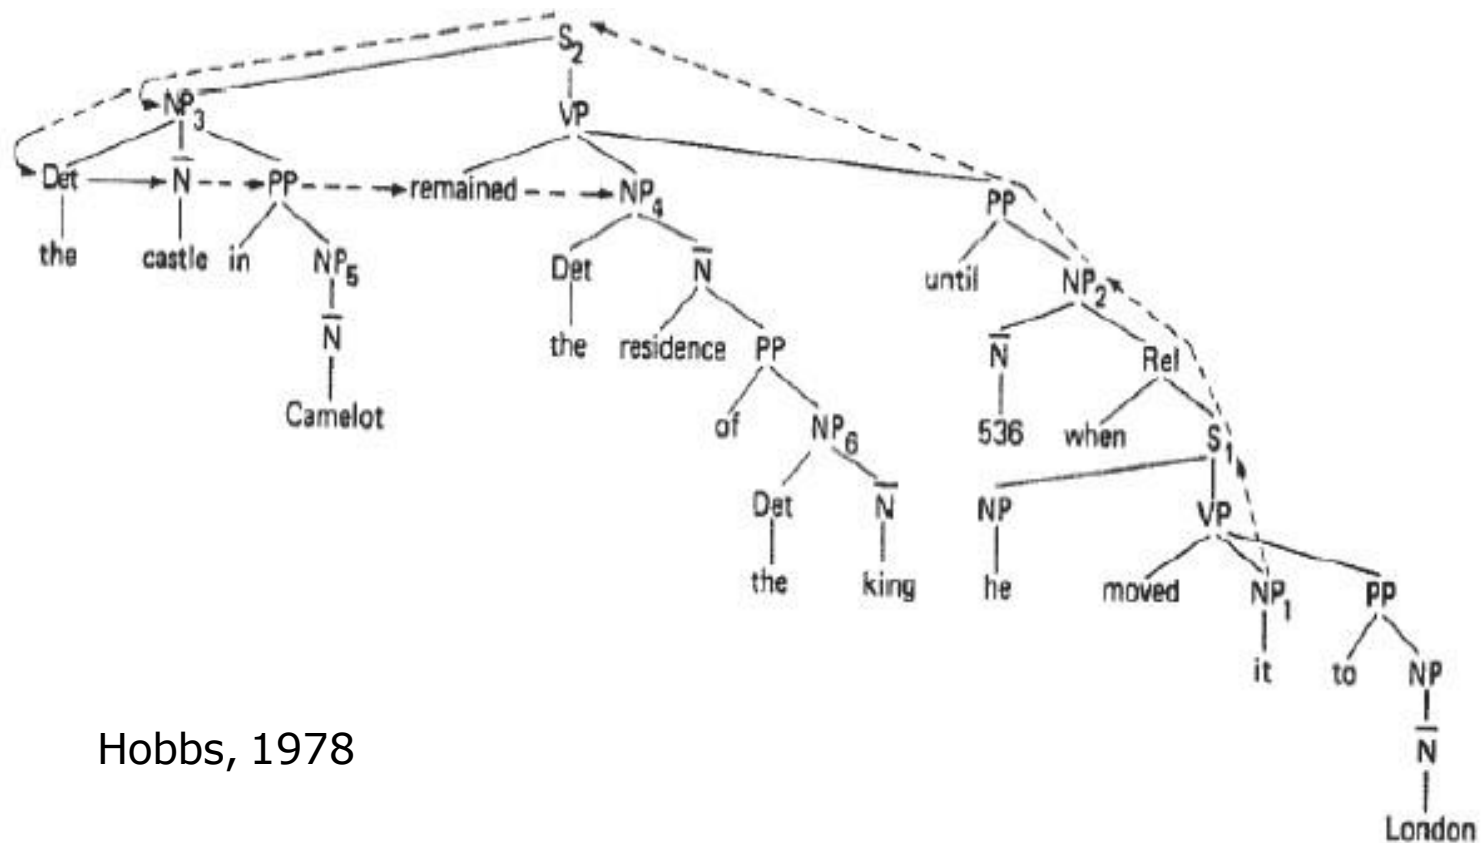 S2
NP3 VP
Det N̅ PP remained NP4 PP
the castle in NP5 Det N̅ until NP2
N̅ the residence PP N̅ Rel
Camelot of NP6 536 when S1
Det N̅ NP VP
the king he moved NP1 PP
it to NP
Hobbs, 1978 N̅
London